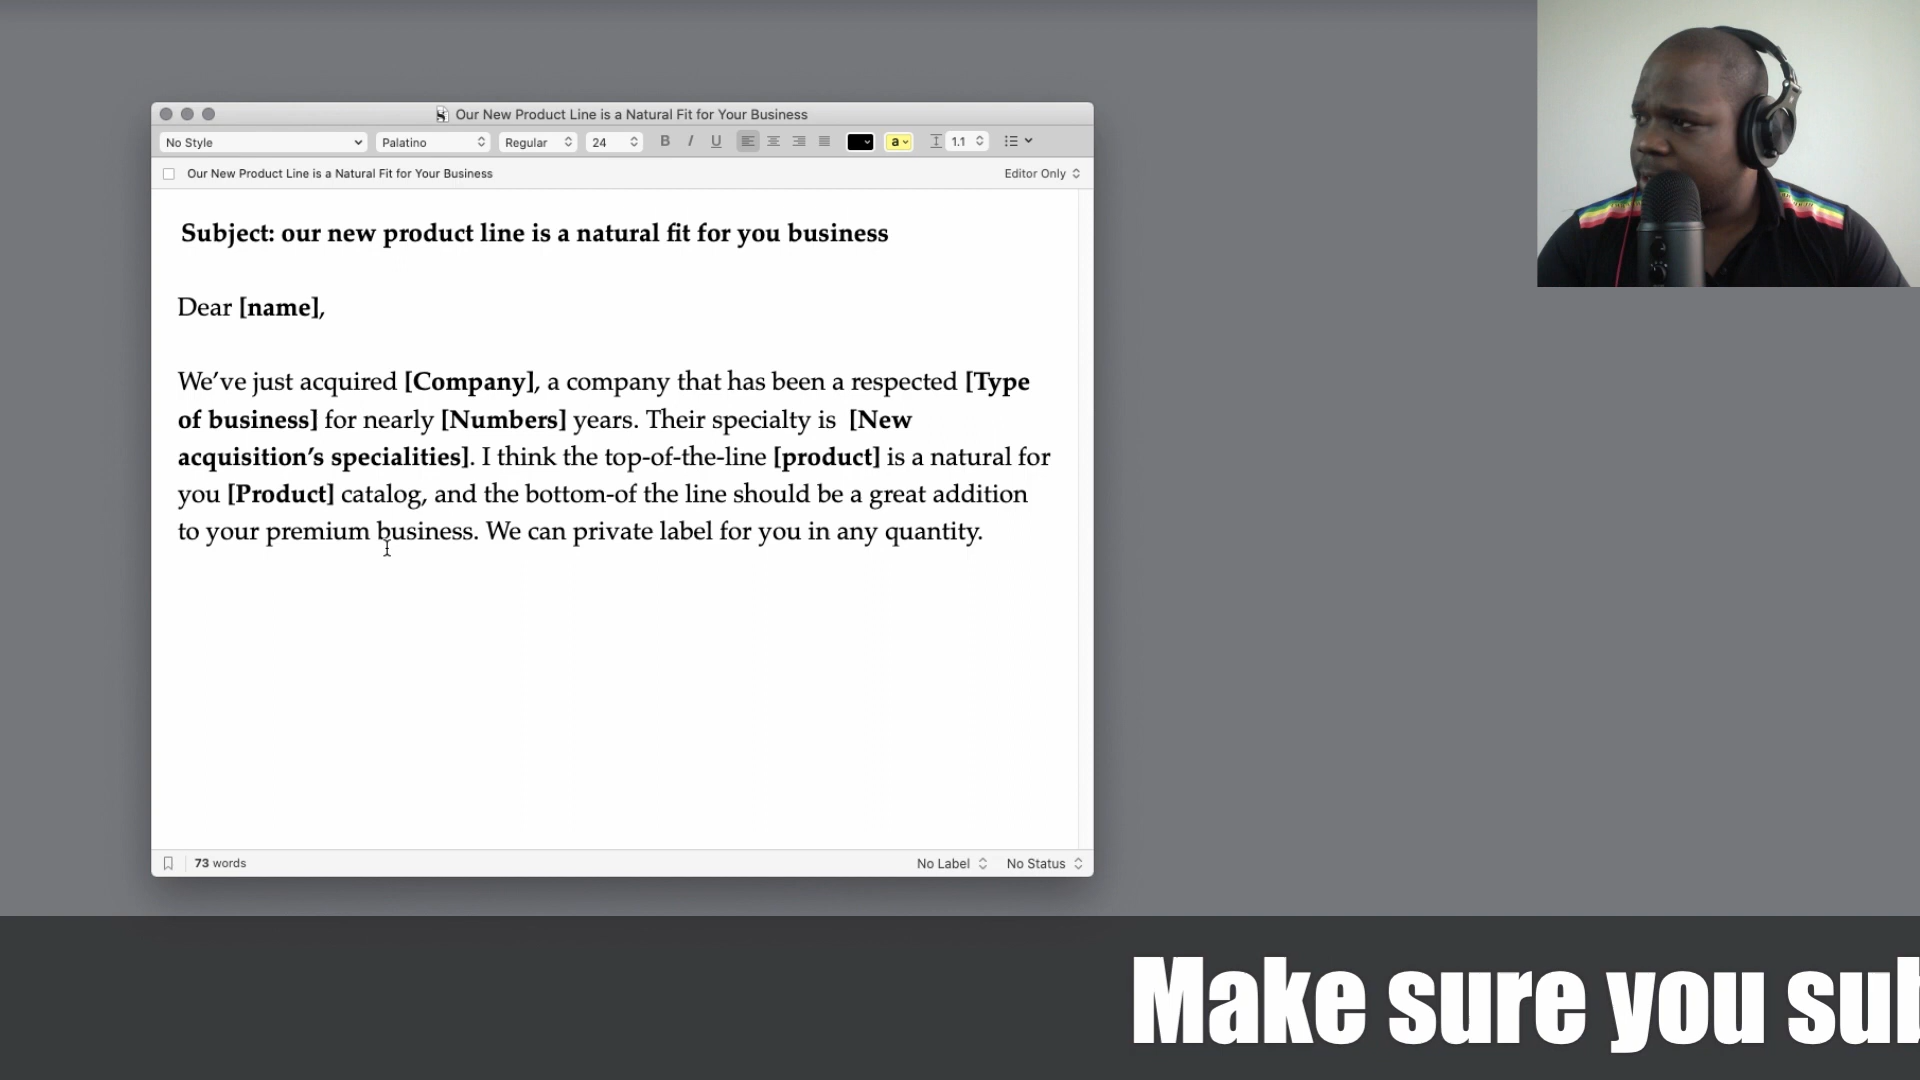 Our New Product Line is a Natural Fit for Your Business
No Style Palatino Regular 24 B I U a 1.1
Our New Product Line is a Natural Fit for Your Business Editor Only
Subject: our new product line is a natural fit for you business
Dear [name],
We’ve just acquired [Company], a company that has been a respected [Type
of business] for nearly [Numbers] years. Their specialty is [New
acquisition’s specialities]. I think the top-of-the-line [product] is a natural for
you [Product] catalog, and the bottom-of the line should be a great addition
to your premium business. We can private label for you in any quantity.
73 words No Label No Status
Make sure you sub